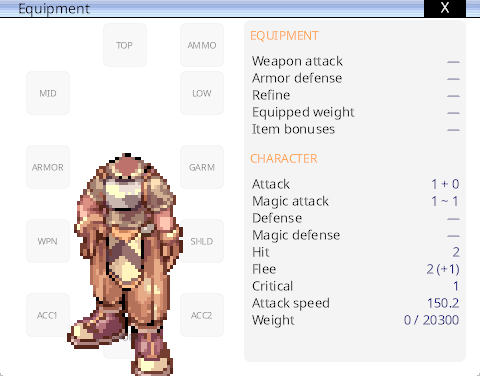 Equipment X
TOP AMMO
MID LOW
ARMOR GARM
WPN SHLD
ACC1 ACC2
EQUIPMENT
Weapon attack —
Armor defense —
Refine —
Equipped weight —
Item bonuses —
CHARACTER
Attack 1 + 0
Magic attack 1 ~ 1
Defense —
Magic defense —
Hit 2
Flee 2 (+1)
Critical 1
Attack speed 150.2
Weight 0 / 20300